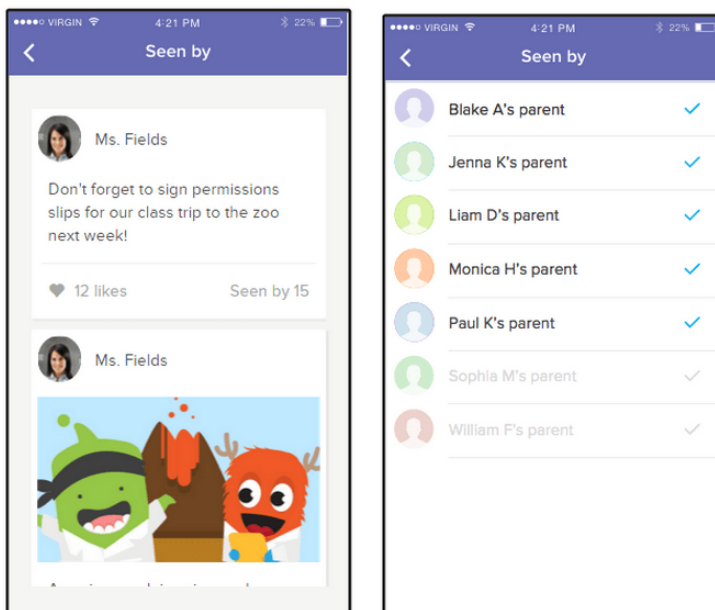 VIRGIN 4:21 PM 22%
Seen by
Ms. Fields
Don't forget to sign permissions
slips for our class trip to the zoo
next week!
12 likes Seen by 15
Ms. Fields
VIRGIN 4:21 PM 22%
Seen by
Blake A's parent
Jenna K's parent
Liam D's parent
Monica H's parent
Paul K's parent
Sophia M's parent
William F's parent